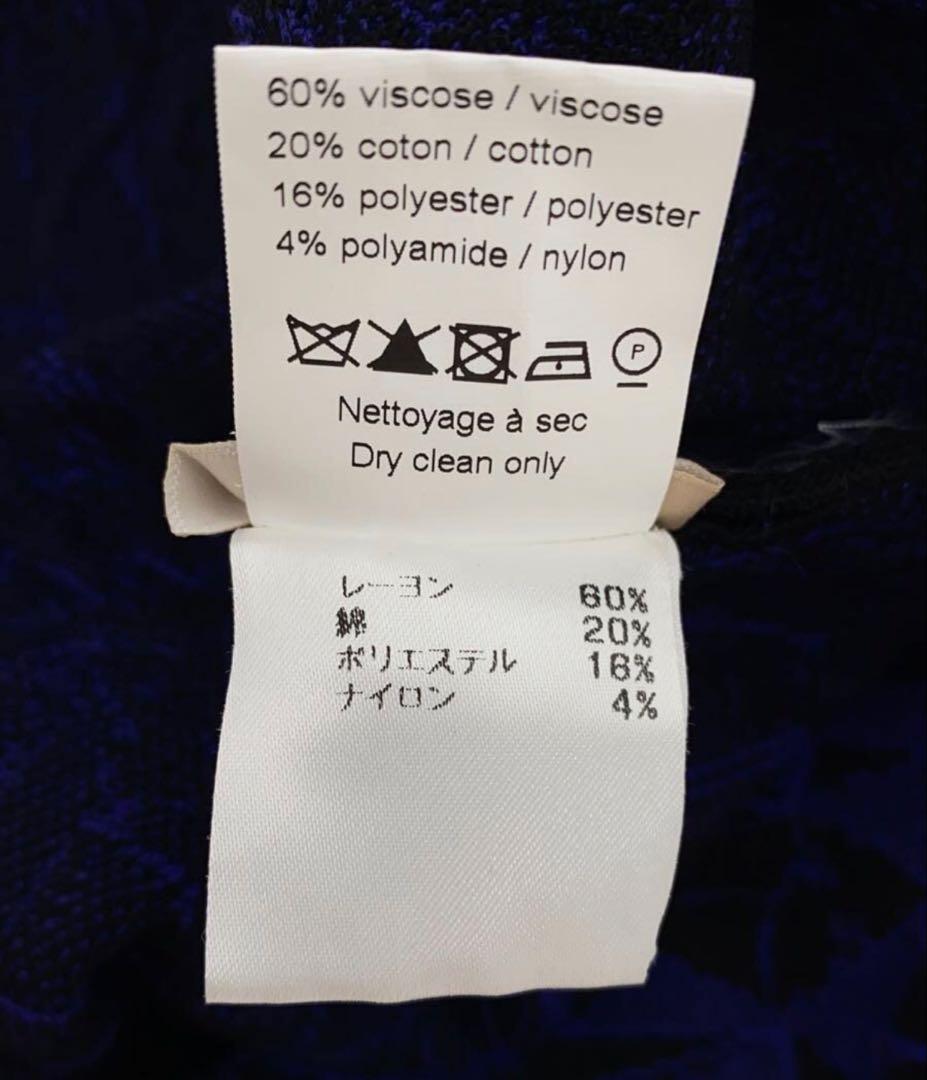 60% viscose / viscose
20% coton / cotton
16% polyester / polyester
4% polyamide / nylon
P
Nettoyage à sec
Dry clean only
レーヨン 60%
綿 20%
ポリエステル 16%
ナイロン 4%